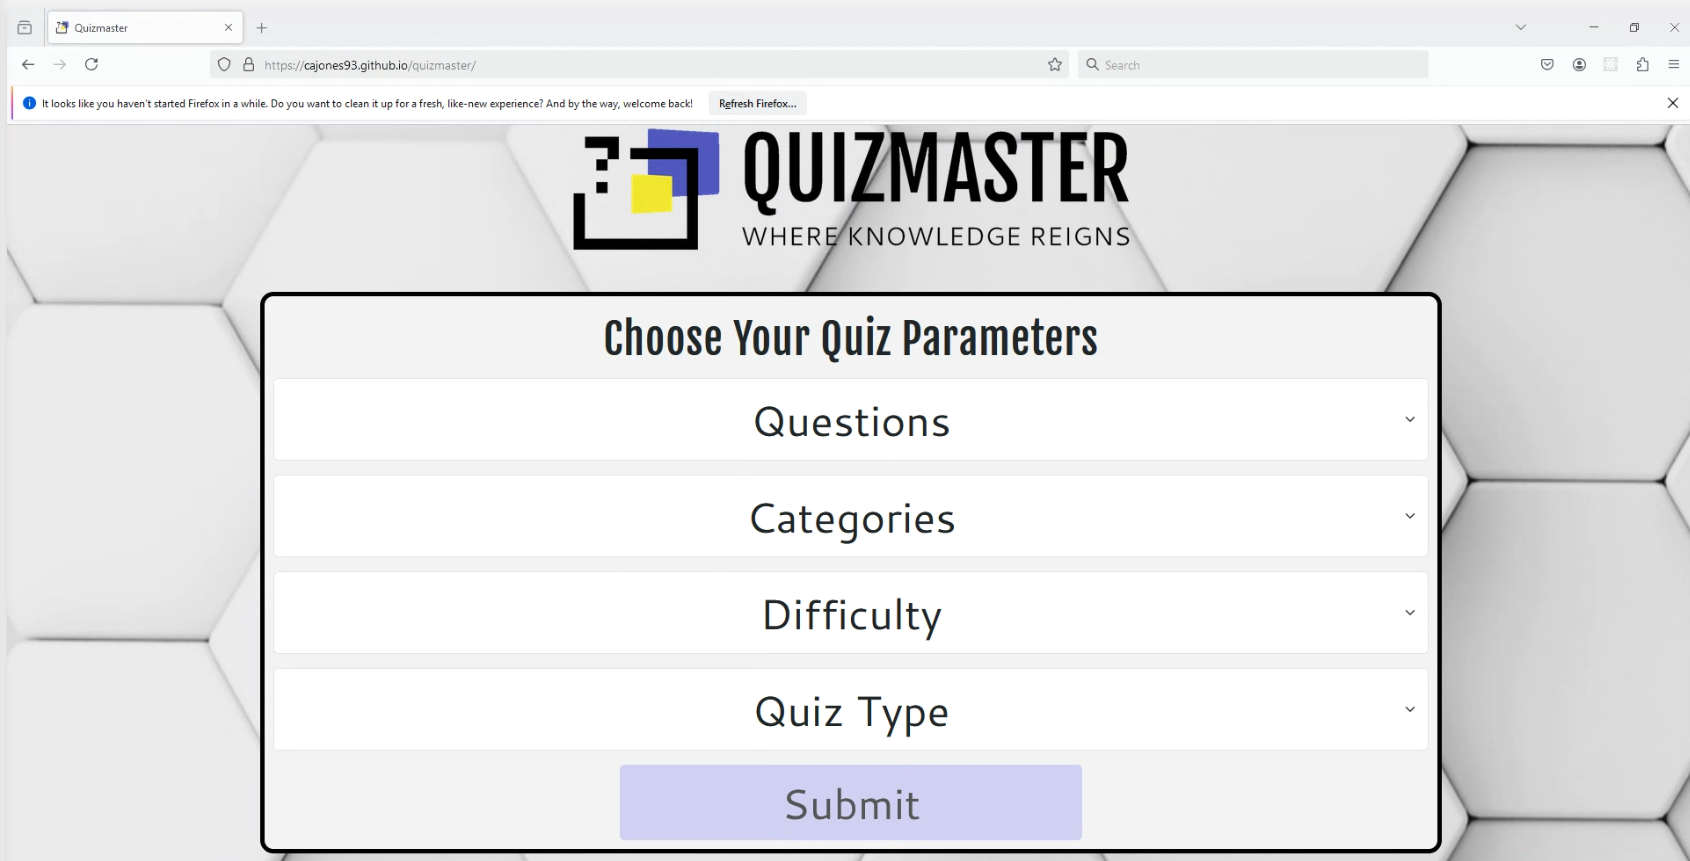 Quizmaster
https://cajones93.github.io/quizmaster/
Search
It looks like you haven't started Firefox in a while. Do you want to clean it up for a fresh, like-new experience? And by the way, welcome back!
Refresh Firefox...
QUIZMASTER
WHERE KNOWLEDGE REIGNS
Choose Your Quiz Parameters
Questions
Categories
Difficulty
Quiz Type
Submit